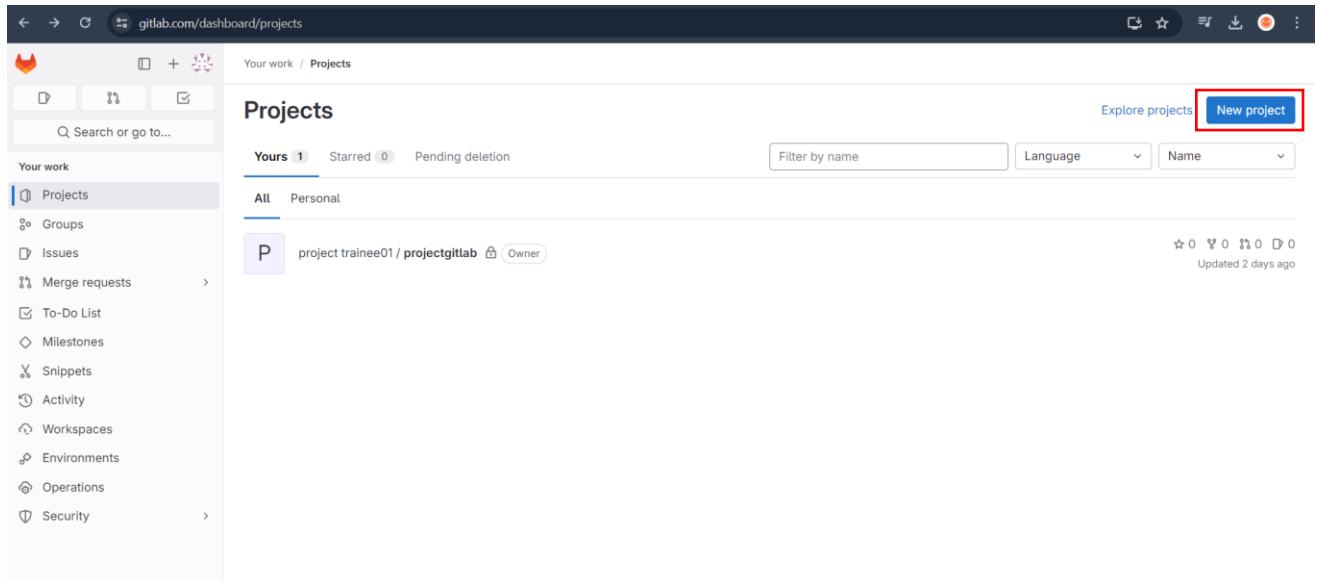 gitlab.com/dashboard/projects
Your work / Projects
Projects
Explore projects
New project
Search or go to...
Yours 1 Starred 0 Pending deletion
Filter by name
Language
Name
Your work
Projects
All Personal
Groups
Issues
P project trainee01 / projectgitlab Owner
0 0 0 0
Updated 2 days ago
Merge requests
To-Do List
Milestones
Snippets
Activity
Workspaces
Environments
Operations
Security